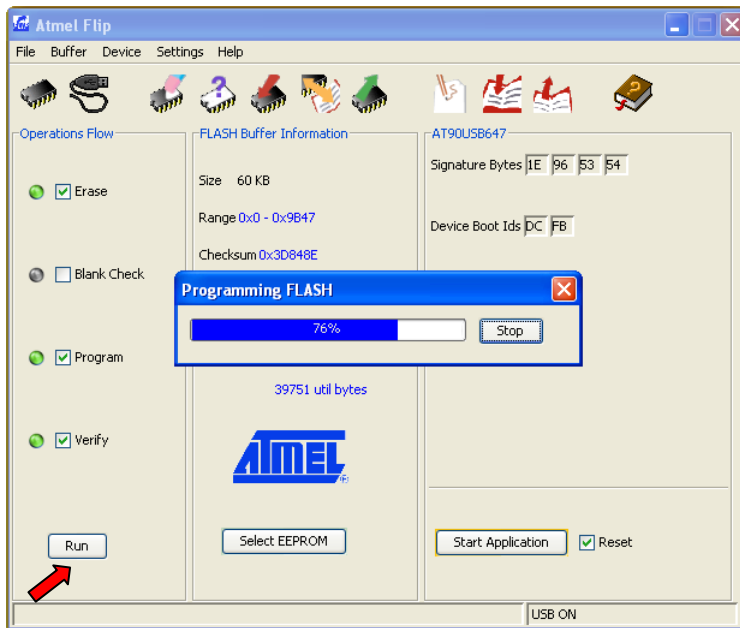 Atmel Flip
File Buffer Device Settings Help
Operations Flow
Erase
Blank Check
Program
Verify
Run
FLASH Buffer Information
Size 60 KB
Range 0x0 - 0x9B47
Checksum 0x3D848E
Programming FLASH
76%
Stop
39751 util bytes
ATMEL
Select EEPROM
AT90USB647
Signature Bytes 1E 96 53 54
Device Boot Ids DC FB
Start Application Reset
USB ON